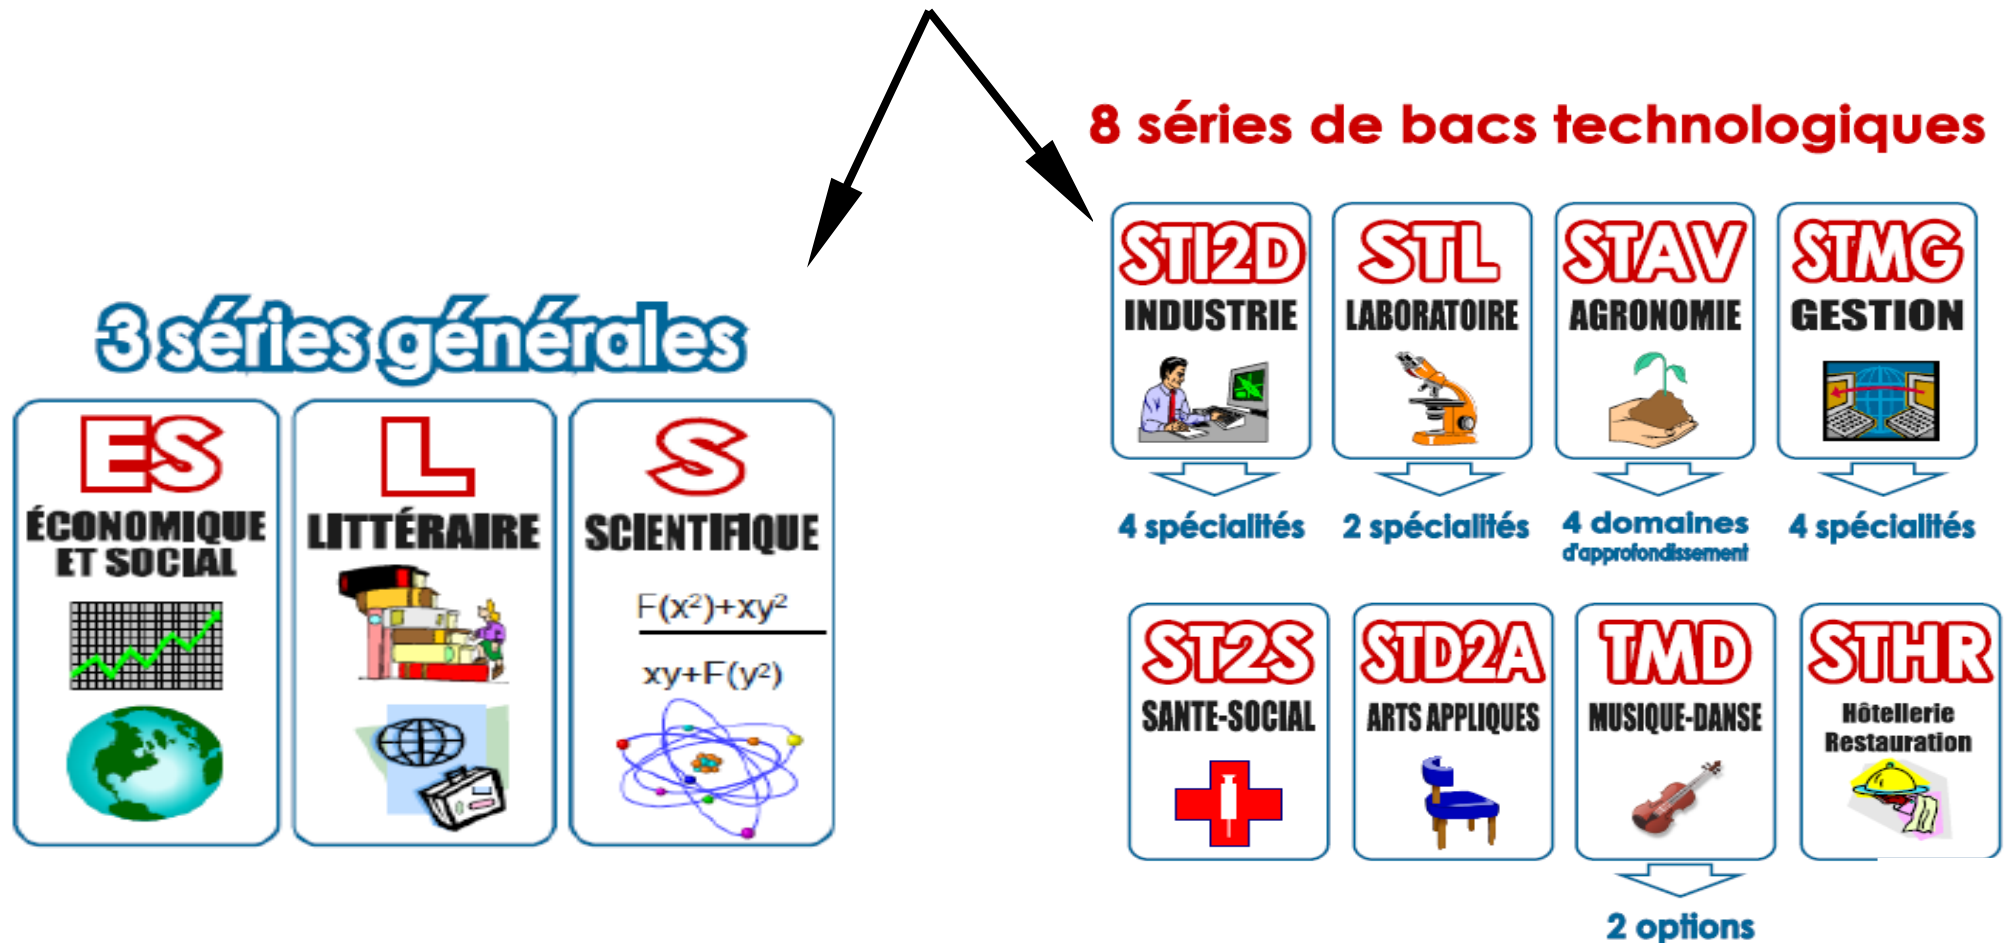 8 séries de bacs technologiques
STI2D
INDUSTRIE
STL
LABORATOIRE
STAV
AGRONOMIE
STMG
GESTION
4 spécialités
2 spécialités
4 domaines
d'approfondissement
4 spécialités
ST2S
SANTE-SOCIAL
STD2A
ARTS APPLIQUES
TMD
MUSIQUE-DANSE
STHR
Hôtellerie
Restauration
2 options
3 séries générales
ES
ÉCONOMIQUE
ET SOCIAL
L
LITTÉRAIRE
S
SCIENTIFIQUE
F(x²)+xy²
xy+F(y²)